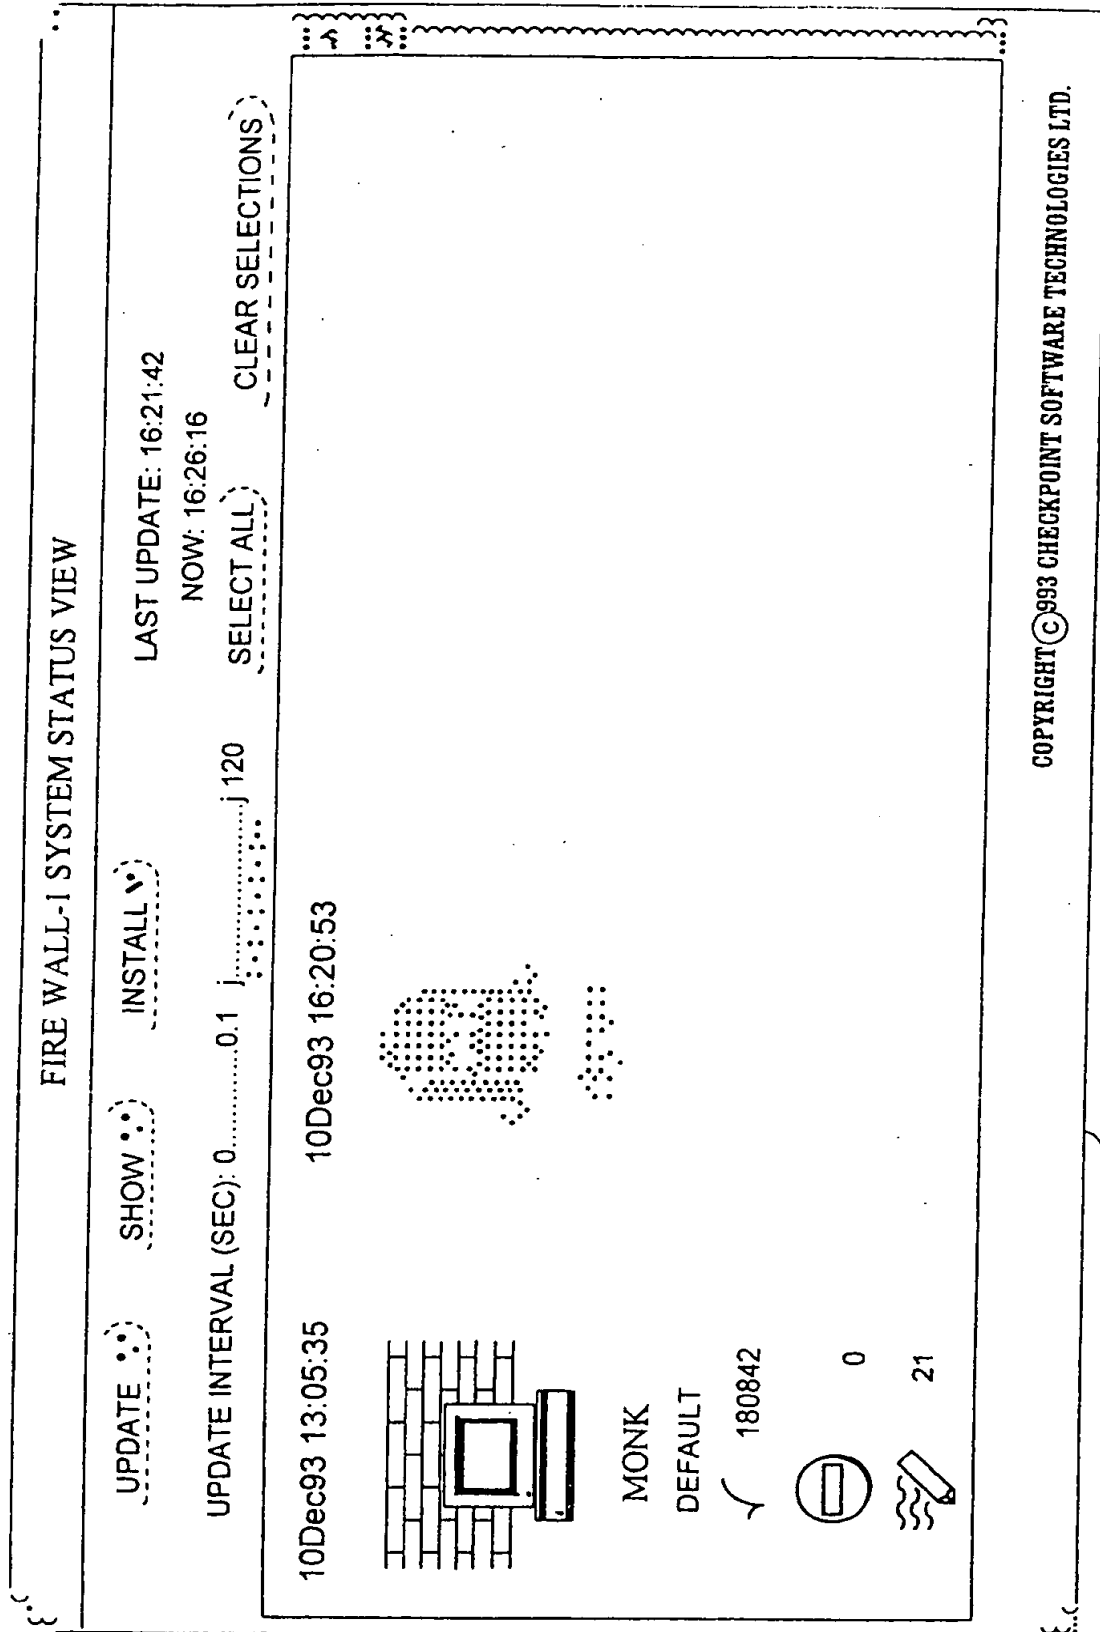 FIRE WALL-1 SYSTEM STATUS VIEW
UPDATE SHOW INSTALL LAST UPDATE: 16:21:42
NOW: 16:26:16
UPDATE INTERVAL (SEC): 0............0.1 j.....................j 120 SELECT ALL CLEAR SELECTIONS
10Dec93 13:05:35 10Dec93 16:20:53
MONK
DEFAULT
180842
0
21
COPYRIGHT©993 CHECKPOINT SOFTWARE TECHNOLOGIES LTD.